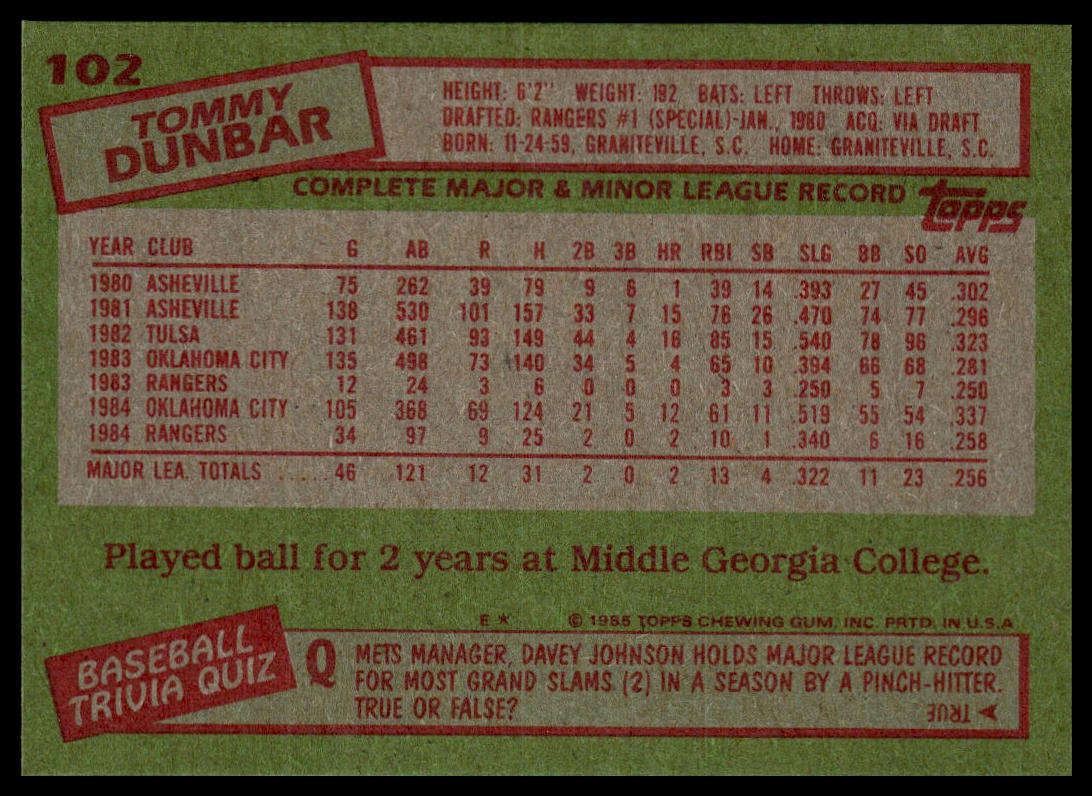 102
TOMMY
DUNBAR
HEIGHT: 6'2" WEIGHT: 192 BATS: LEFT THROWS: LEFT
DRAFTED: RANGERS #1 (SPECIAL)-JAN., 1980 ACQ: VIA DRAFT
BORN: 11-24-59, GRANITEVILLE, S.C. HOME: GRANITEVILLE, S.C.
COMPLETE MAJOR & MINOR LEAGUE RECORD topps
YEAR CLUB G AB R H 2B 3B HR RBI SB SLG BB SO AVG
1980 ASHEVILLE 75 262 39 79 9 6 1 39 14 .393 27 45 .302
1981 ASHEVILLE 138 530 101 157 33 7 15 76 26 .470 74 77 .296
1982 TULSA 131 461 93 149 44 4 16 85 15 .540 78 96 .323
1983 OKLAHOMA CITY 135 498 73 140 34 5 4 65 10 .394 66 68 .281
1983 RANGERS 12 24 3 6 0 0 0 3 3 .250 5 7 .250
1984 OKLAHOMA CITY 105 368 69 124 21 5 12 61 11 .519 55 54 .337
1984 RANGERS 34 97 9 25 2 0 2 10 1 .340 6 16 .258
MAJOR LEA. TOTALS ..... 46 121 12 31 2 0 2 13 4 .322 11 23 .256
Played ball for 2 years at Middle Georgia College.
E * © 1985 TOPPS CHEWING GUM, INC. PRTD. IN U.S.A
BASEBALL
TRIVIA QUIZ
Q METS MANAGER, DAVEY JOHNSON HOLDS MAJOR LEAGUE RECORD
FOR MOST GRAND SLAMS (2) IN A SEASON BY A PINCH-HITTER.
TRUE OR FALSE?
TRUE